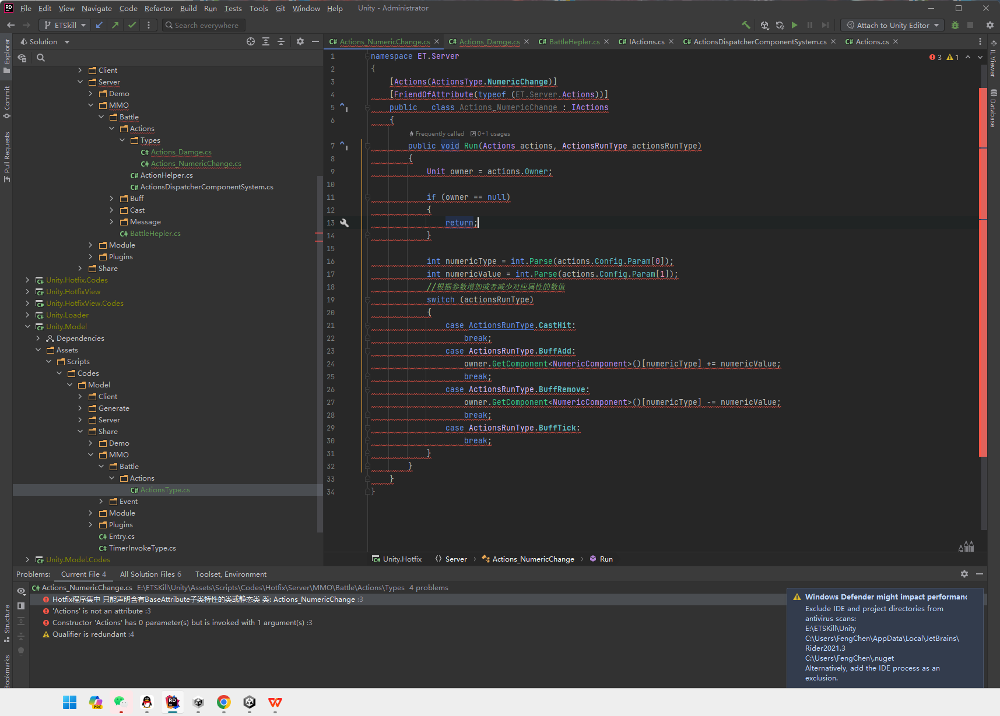 File Edit View Navigate Code Refactor Build Run Tests Tools Git Window Help Unity - Administrator
ETSkill Search everywhere Attach to Unity Editor
Solution
Explorer
Commit
Pull Requests
Structure
Bookmarks
Client
Server
Demo
MMO
Battle
Actions
Types
C# Actions_Damge.cs
C# Actions_NumericChange.cs
C# ActionHelper.cs
C# ActionsDispatcherComponentSystem.cs
Buff
Cast
Message
C# BattleHepler.cs
Module
Plugins
Share
Unity.Hotfix.Codes
Unity.HotfixView
Unity.HotfixView.Codes
Unity.Loader
Unity.Model
Dependencies
Assets
Scripts
Codes
Model
Client
Generate
Server
Share
Demo
MMO
Battle
Actions
C# ActionsType.cs
Event
Module
Plugins
C# Entry.cs
C# TimerInvokeType.cs
Unity.Model.Codes
C# Actions_NumericChange.cs C# Actions_Damge.cs C# BattleHepler.cs C# IActions.cs C# ActionsDispatcherComponentSystem.cs C# Actions.cs
3 1
IL Viewer
Database
1 namespace ET.Server
2 {
3 [Actions(ActionsType.NumericChange)]
4 [FriendOfAttribute(typeof (ET.Server.Actions))]
5 public class Actions_NumericChange : IActions
6 {
Frequently called 0+1 usages
7 public void Run(Actions actions, ActionsRunType actionsRunType)
8 {
9 Unit owner = actions.Owner;
10
11 if (owner == null)
12 {
13 return;
14 }
15
16 int numericType = int.Parse(actions.Config.Param[0]);
17 int numericValue = int.Parse(actions.Config.Param[1]);
18 //根据参数增加或者减少对应属性的数值
19 switch (actionsRunType)
20 {
21 case ActionsRunType.CastHit:
22 break;
23 case ActionsRunType.BuffAdd:
24 owner.GetComponent<NumericComponent>()[numericType] += numericValue;
25 break;
26 case ActionsRunType.BuffRemove:
27 owner.GetComponent<NumericComponent>()[numericType] -= numericValue;
28 break;
29 case ActionsRunType.BuffTick:
30 break;
31 }
32 }
33 }
34 }
Unity.Hotfix Server Actions_NumericChange Run
Problems: Current File 4 All Solution Files 6 Toolset, Environment
C# Actions_NumericChange.cs E:\ETSKill\Unity\Assets\Scripts\Codes\Hotfix\Server\MMO\Battle\Actions\Types 4 problems
Hotfix程序集中 只能声明含有BaseAttribute子类特性的类或静态类 类: Actions_NumericChange :3
'Actions' is not an attribute :3
Constructor 'Actions' has 0 parameter(s) but is invoked with 1 argument(s) :3
Qualifier is redundant :4
Windows Defender might impact performanc
Exclude IDE and project directories from
antivirus scans:
E:\ETSKill\Unity
C:\Users\FengChen\AppData\Local\JetBrains\
Rider2021.3
C:\Users\FengChen\.nuget
Alternatively, add the IDE process as an
exclusion.